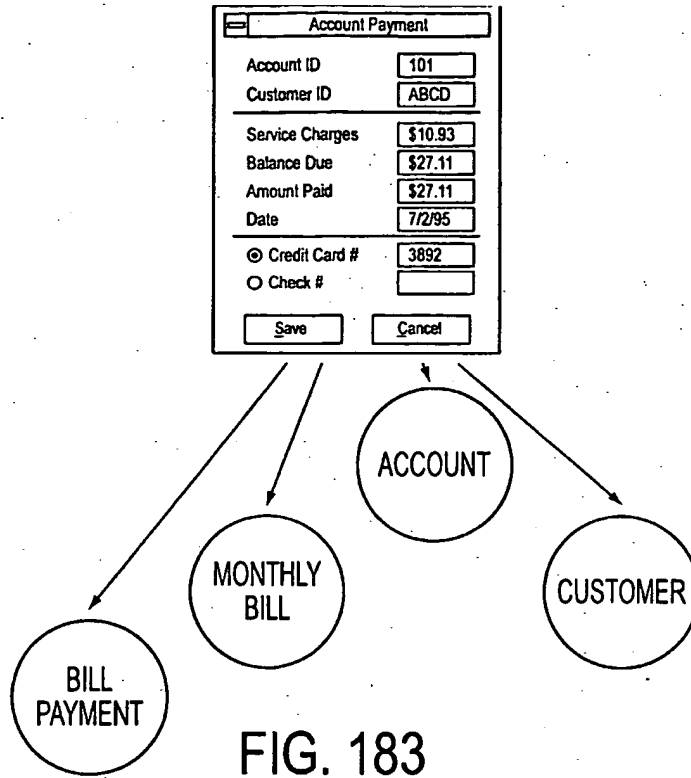 Account Payment
Account ID 101
Customer ID ABCD
Service Charges $10.93
Balance Due $27.11
Amount Paid $27.11
Date 7/2/95
Credit Card # 3892
Check #
Save Cancel
ACCOUNT
MONTHLY
BILL
CUSTOMER
BILL
PAYMENT
FIG. 183